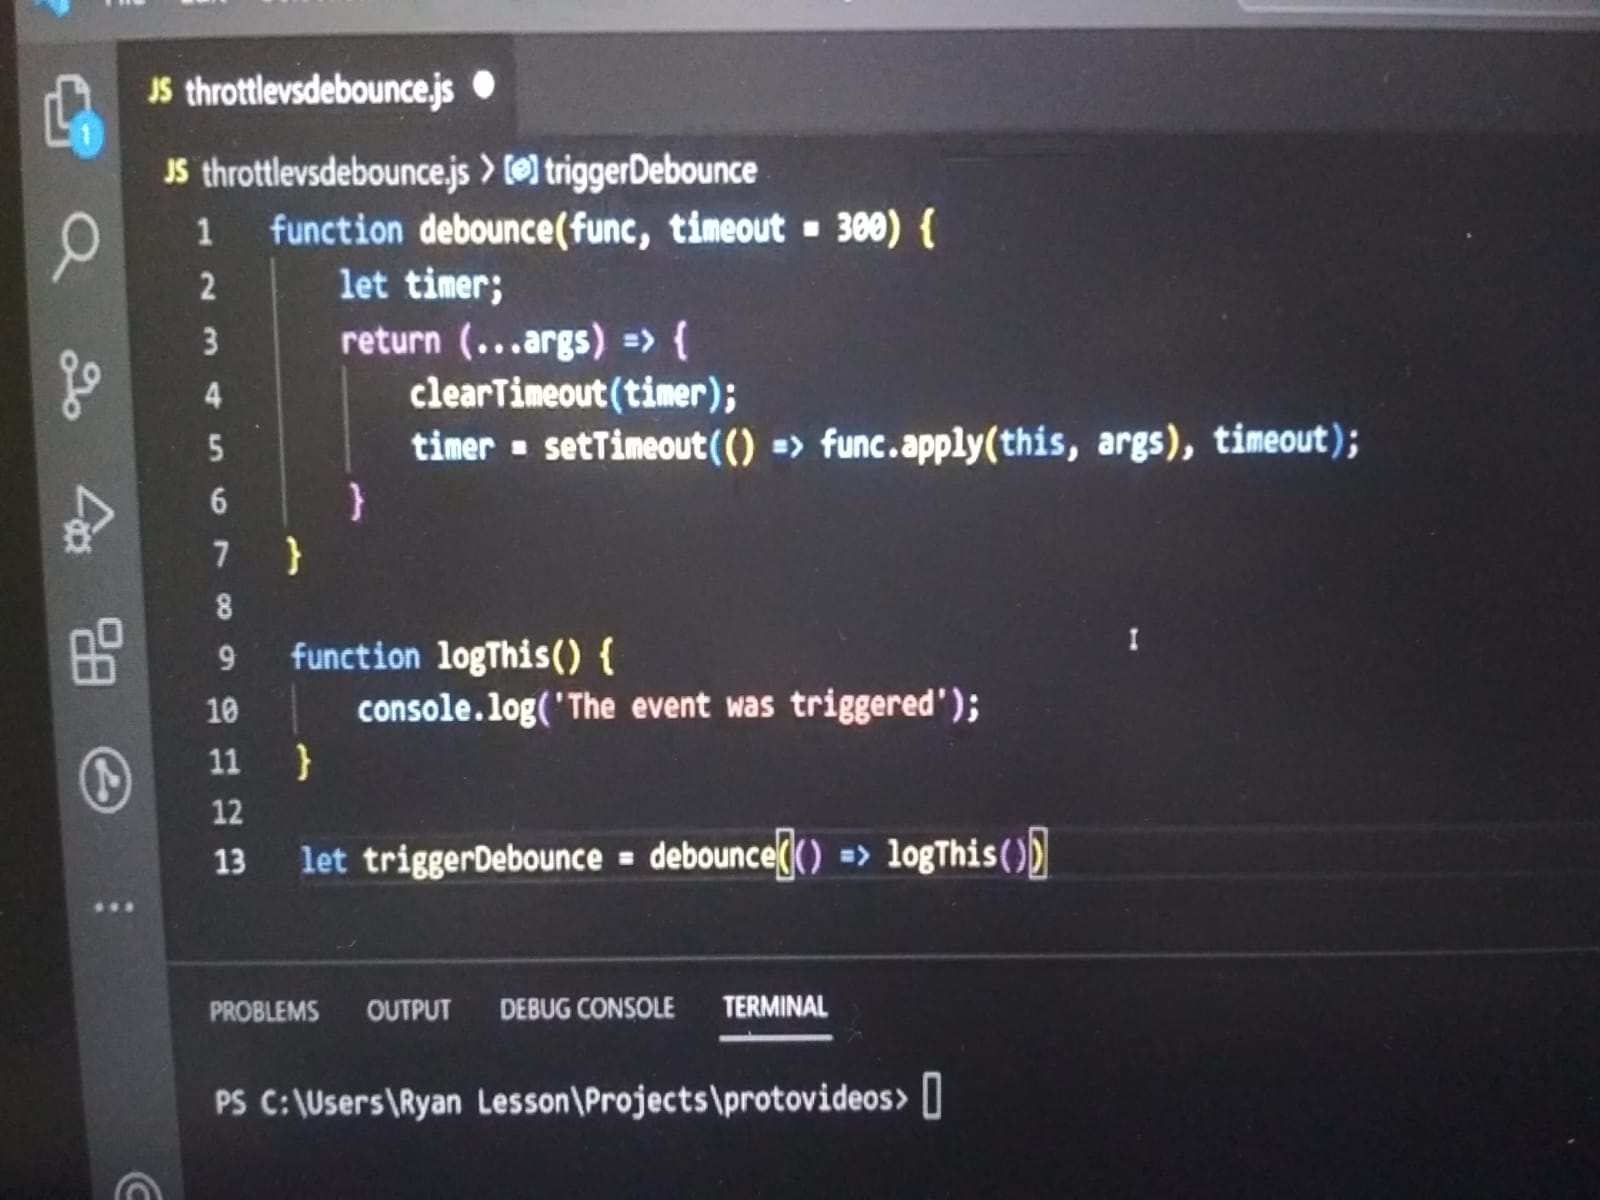 JS throttlevsdebounce.js
1
JS throttlevsdebounce.js > triggerDebounce
1 function debounce(func, timeout = 300) {
2 let timer;
3 return (...args) => {
4 clearTimeout(timer);
5 timer = setTimeout(() => func.apply(this, args), timeout);
6 }
7 }
8
9 function logThis() {
10 console.log('The event was triggered');
11 }
12
13 let triggerDebounce = debounce(() => logThis())
PROBLEMS OUTPUT DEBUG CONSOLE TERMINAL
PS C:\Users\Ryan Lesson\Projects\protovideos>